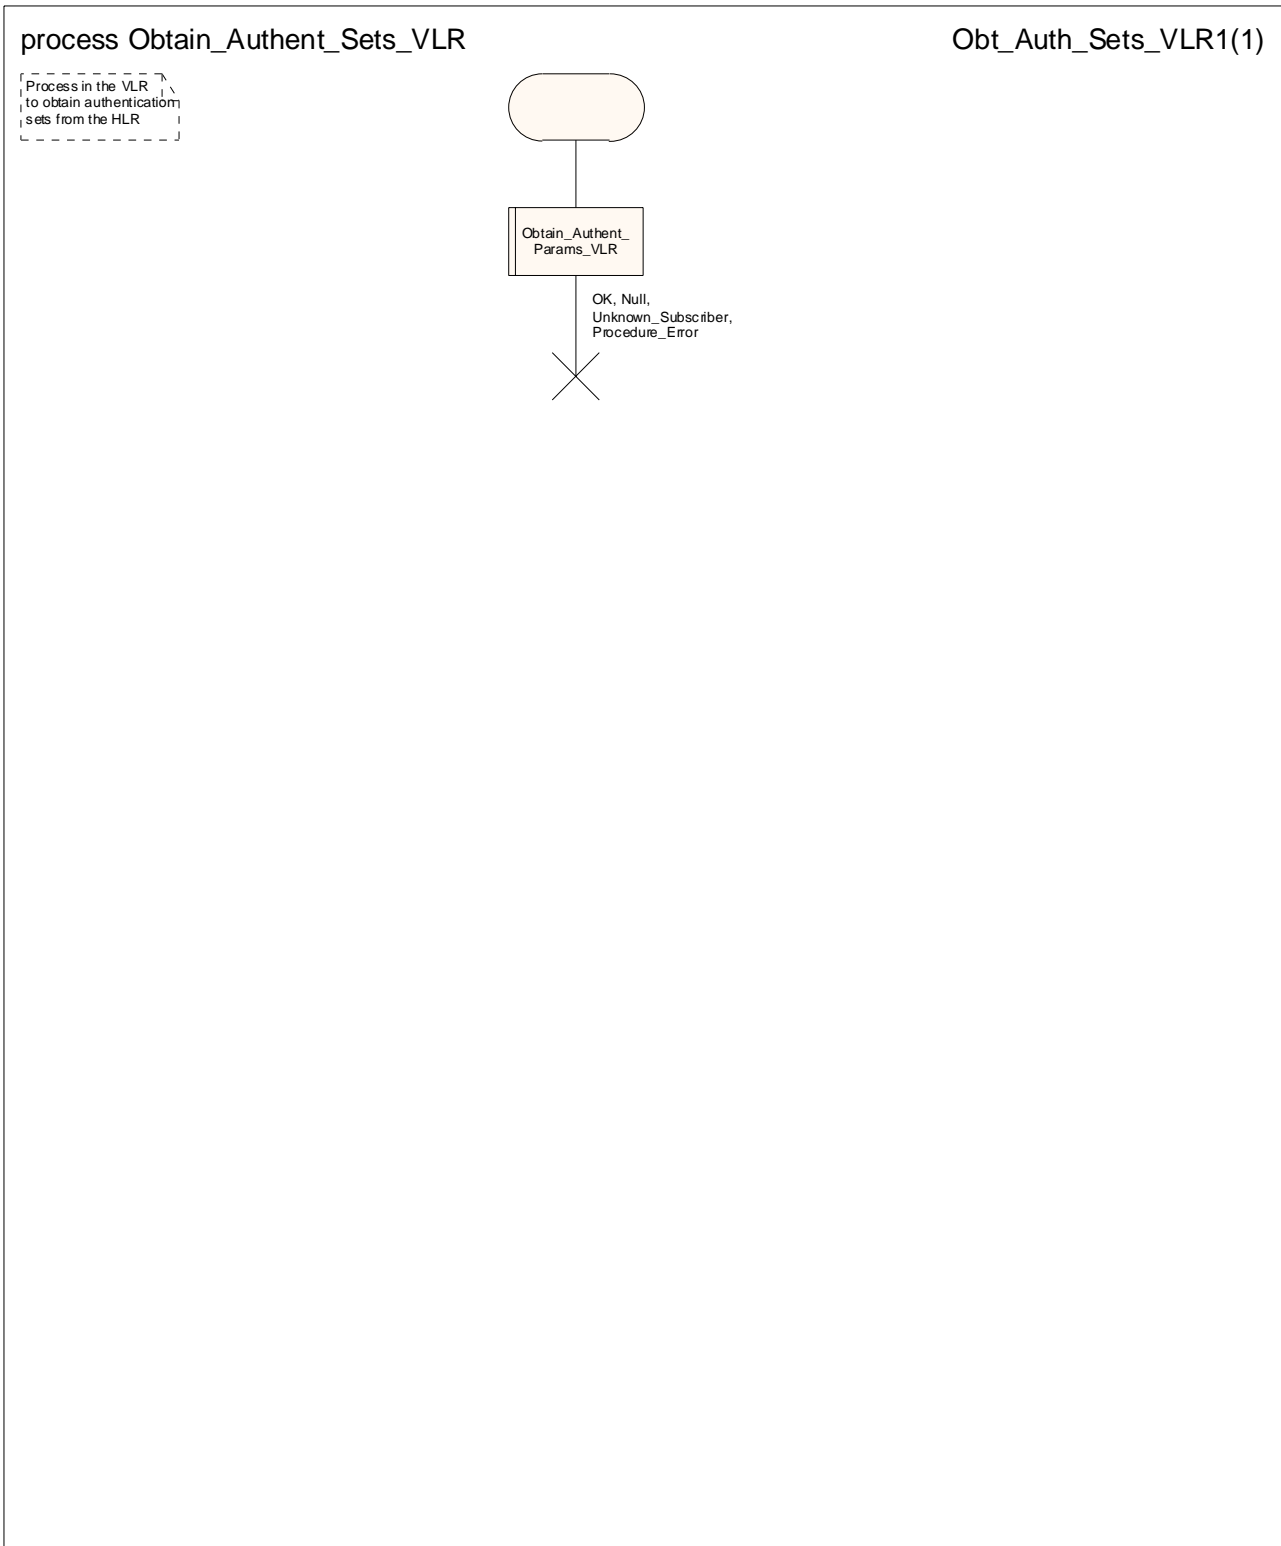 process Obtain_Authent_Sets_VLR
Obt_Auth_Sets_VLR1(1)
Process in the VLR
to obtain authentication
sets from the HLR
Obtain_Authent_
Params_VLR
OK, Null,
Unknown_Subscriber,
Procedure_Error